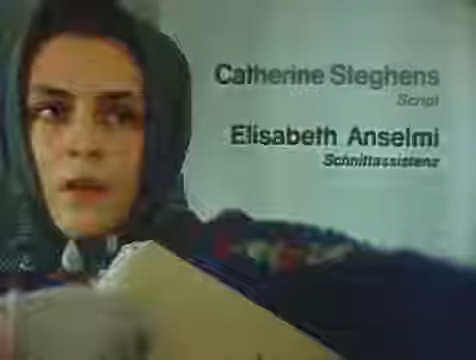 Catherine Sieghens
Script
Elisabeth Anselmi
Schnittassistenz